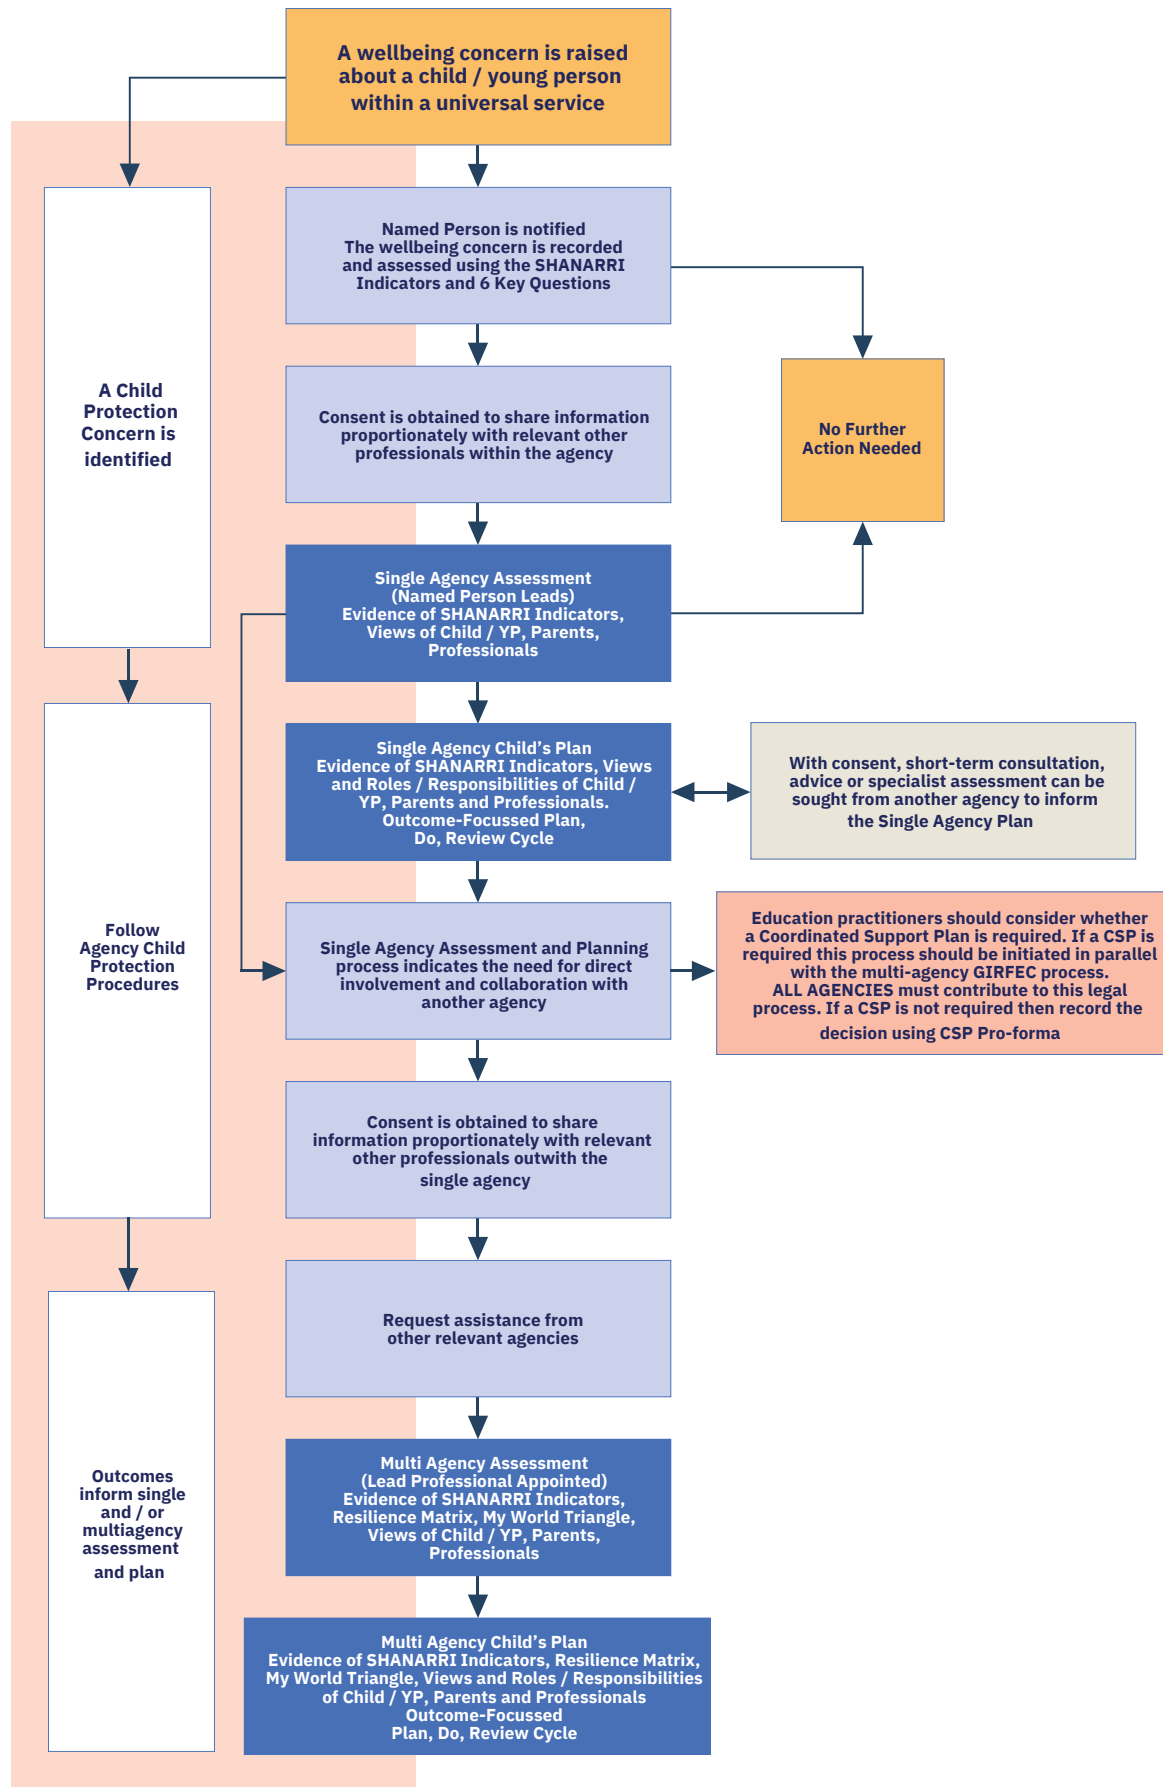 A wellbeing concern is raised
about a child / young person
within a universal service
Named Person is notified
The wellbeing concern is recorded
and assessed using the SHANARRI
Indicators and 6 Key Questions
A Child
Protection
Concern is
identified
Consent is obtained to share information
proportionately with relevant other
professionals within the agency
No Further
Action Needed
Single Agency Assessment
(Named Person Leads)
Evidence of SHANARRI Indicators,
Views of Child / YP, Parents,
Professionals
Single Agency Child's Plan
Evidence of SHANARRI Indicators, Views
and Roles / Responsibilities of Child /
YP, Parents and Professionals.
Outcome-Focussed Plan,
Do, Review Cycle
With consent, short-term consultation,
advice or specialist assessment can be
sought from another agency to inform
the Single Agency Plan
Follow
Agency Child
Protection
Procedures
Single Agency Assessment and Planning
process indicates the need for direct
involvement and collaboration with
another agency
Education practitioners should consider whether
a Coordinated Support Plan is required. If a CSP is
required this process should be initiated in parallel
with the multi-agency GIRFEC process.
ALL AGENCIES must contribute to this legal
process. If a CSP is not required then record the
decision using CSP Pro-forma
Consent is obtained to share
information proportionately with relevant
other professionals outwith the
single agency
Request assistance from
other relevant agencies
Outcomes
inform single
and / or
multiagency
assessment
and plan
Multi Agency Assessment
(Lead Professional Appointed)
Evidence of SHANARRI Indicators,
Resilience Matrix, My World Triangle,
Views of Child / YP, Parents,
Professionals
Multi Agency Child's Plan
Evidence of SHANARRI Indicators, Resilience Matrix,
My World Triangle, Views and Roles / Responsibilities
of Child / YP, Parents and Professionals
Outcome-Focussed
Plan, Do, Review Cycle